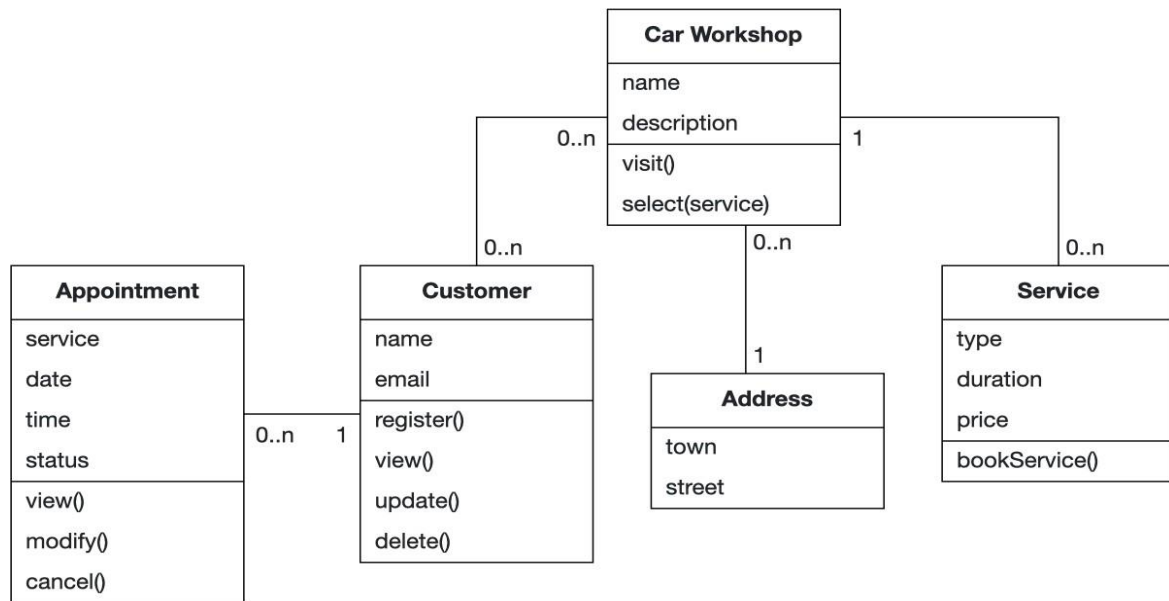 Car Workshop
name
description
visit()
select(service)
0..n
1
0..n
0..n
0..n
Appointment
service
date
time
status
view()
modify()
cancel()
0..n
1
Customer
name
email
register()
view()
update()
delete()
1
Address
town
street
Service
type
duration
price
bookService()